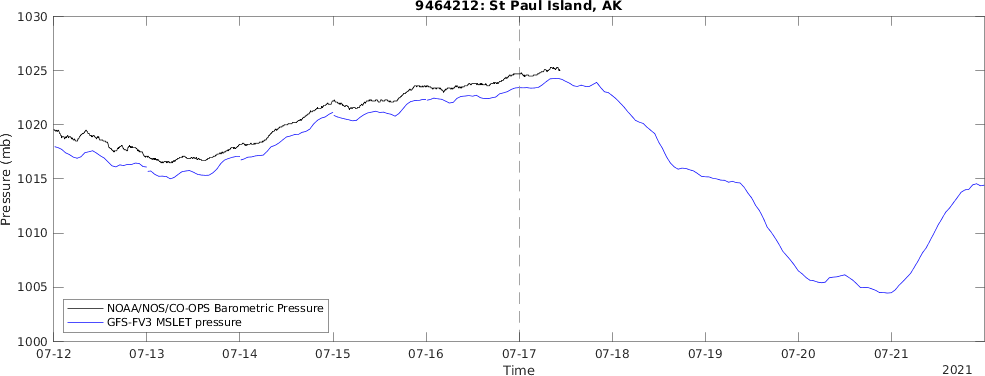 9464212: St Paul Island, AK
1030
1025
1020
1015
1010
1005
1000
Pressure (mb)
NOAA/NOS/CO-OPS Barometric Pressure
GFS-FV3 MSLET pressure
07-12 07-13 07-14 07-15 07-16 07-17 07-18 07-19 07-20 07-21
Time
2021